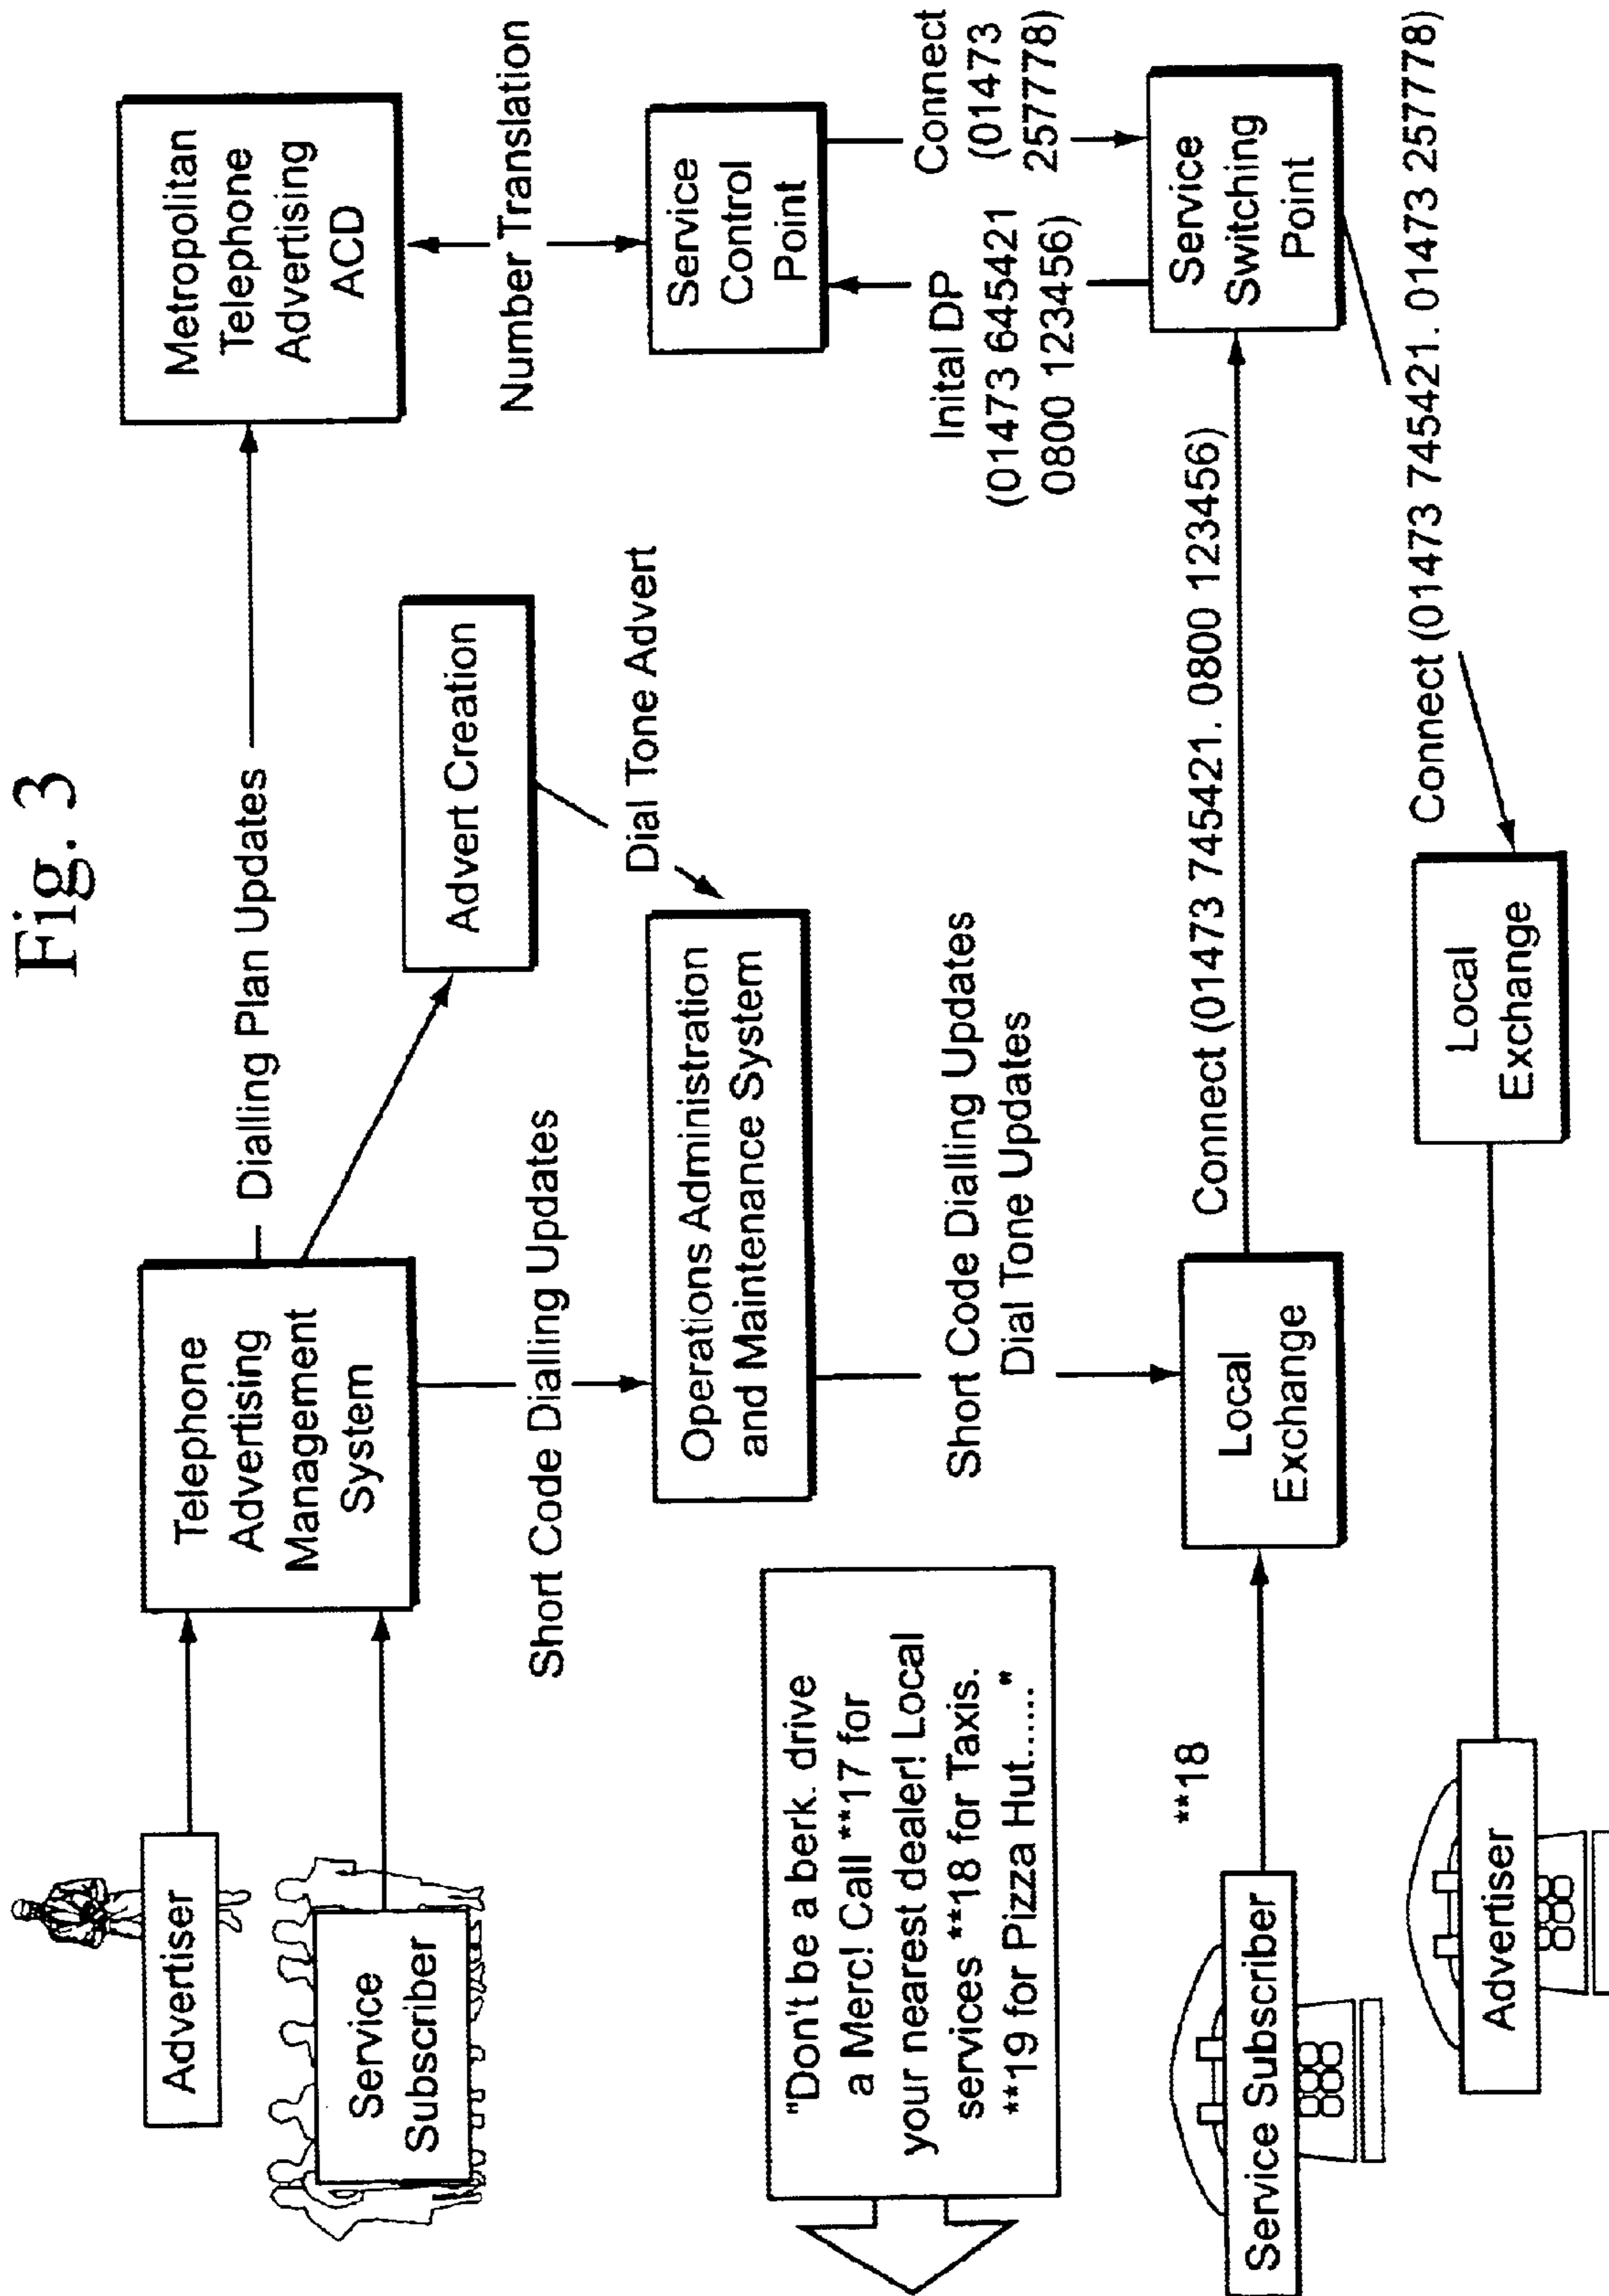 Fig. 3
Advertiser
Service
Subscriber
Telephone
Advertising
Management
System
Dialling Plan Updates
Metropolitan
Telephone
Advertising
ACD
Advert Creation
Short Code Dialling Updates
Dial Tone Advert
Number Translation
Operations Administration
and Maintenance System
Service
Control
Point
"Don't be a berk. drive
a Merc! Call **17 for
your nearest dealer! Local
services **18 for Taxis.
**19 for Pizza Hut......"
Short Code Dialling Updates
Dial Tone Updates
Inital DP
(01473 645421
0800 123456)
Connect
(01473
257778)
Service Subscriber
**18
Local
Exchange
Connect (01473 745421. 0800 123456)
Service
Switching
Point
Advertiser
Local
Exchange
Connect (01473 745421. 01473 257778)